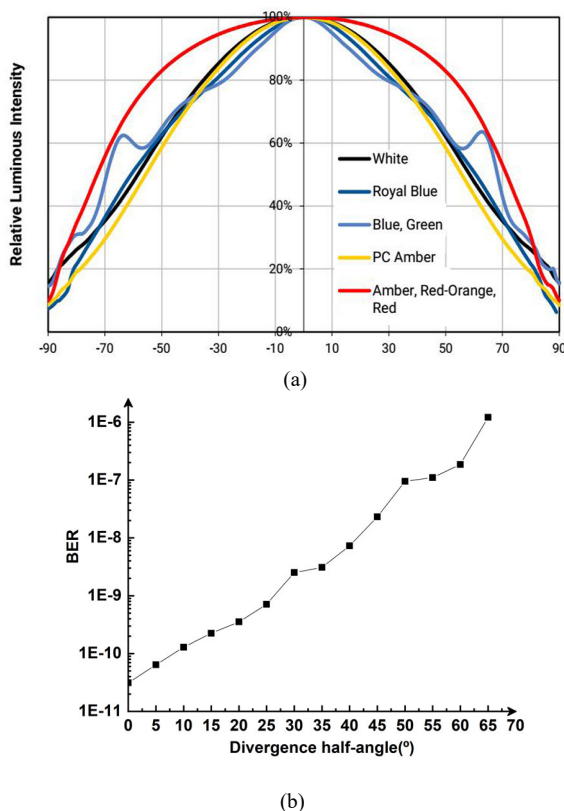 Relative Luminous Intensity
100%
80%
60%
40%
20%
0%
White
Royal Blue
Blue, Green
PC Amber
Amber, Red-Orange,
Red
-90 -70 -50 -30 -10 10 30 50 70 90
(a)
BER
1E-6
1E-7
1E-8
1E-9
1E-10
1E-11
0 5 10 15 20 25 30 35 40 45 50 55 60 65 70
Divergence half-angle(º)
(b)